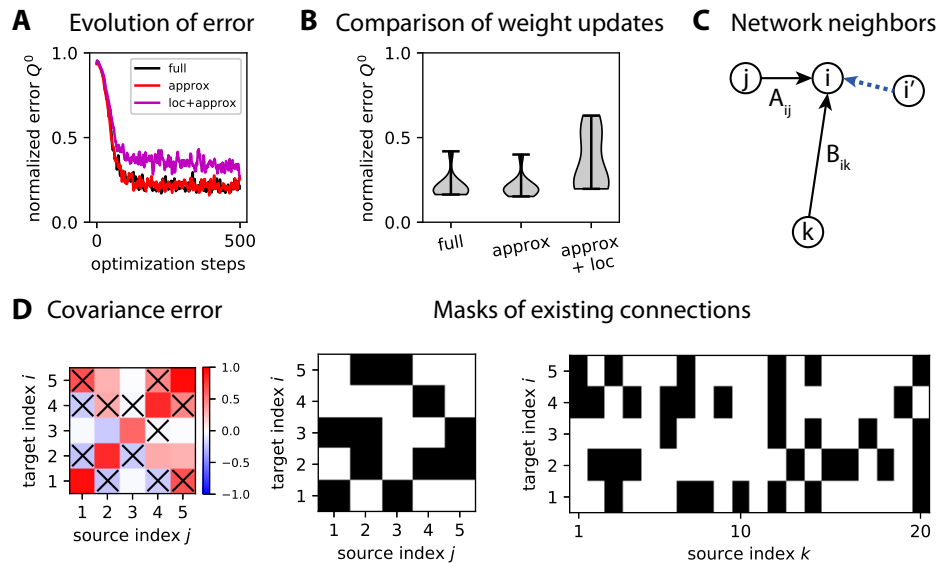 A Evolution of error
B Comparison of weight updates
C Network neighbors
normalized error Q⁰
1.0
0.5
0.0
full
approx
loc+approx
0
500
optimization steps
normalized error Q⁰
1.0
0.5
0.0
full
approx
approx
+ loc
j
i
i'
A_ij
B_ik
k
D Covariance error
Masks of existing connections
target index i
5
4
3
2
1
1 2 3 4 5
source index j
1.0
0.5
0.0
−0.5
−1.0
target index i
5
4
3
2
1
1 2 3 4 5
source index j
target index i
5
4
3
2
1
1 10 20
source index k